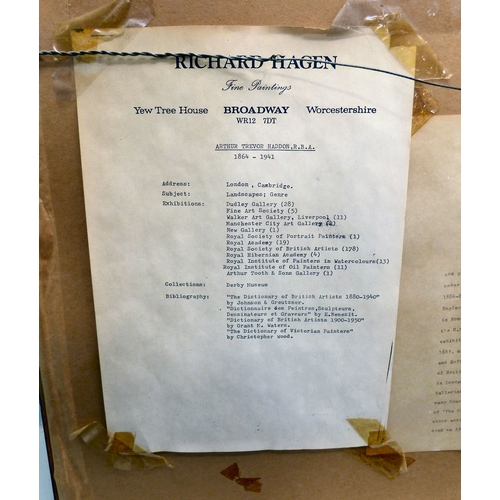 RICHARD HAGEN
Fine Paintings
Yew Tree House BROADWAY Worcestershire
WR12 7DT
ARTHUR TREVOR HADDON, R.B.A.
1864 - 1941
Address: London, Cambridge.
Subject: Landscapes; Genre
Exhibitions: Dudley Gallery (28)
Fine Art Society (5)
Walker Art Gallery, Liverpool (11)
Manchester City Art Gallery
New Gallery (1)
Royal Society of Portrait Painters (1)
Royal Academy (19)
Royal Society of British Artists (178)
Royal Hibernian Academy (4)
Royal Institute of Painters in Watercolours(13)
Royal Institute of Oil Painters (11)
Arthur Tooth & Sons Gallery (1)
Collections: Derby Museum
Bibliography: "The Dictionary of British Artists 1880-1940"
by Johnson & Greutzner.
"Dictionnaire des Peintres,Sculpteurs,
Dessinateurs et Graveurs" by E.Benezit.
"Dictionary of British Artists 1900-1950"
by Grant M. Waters.
"The Dictionary of Victorian Painters"
by Christopher Wood.